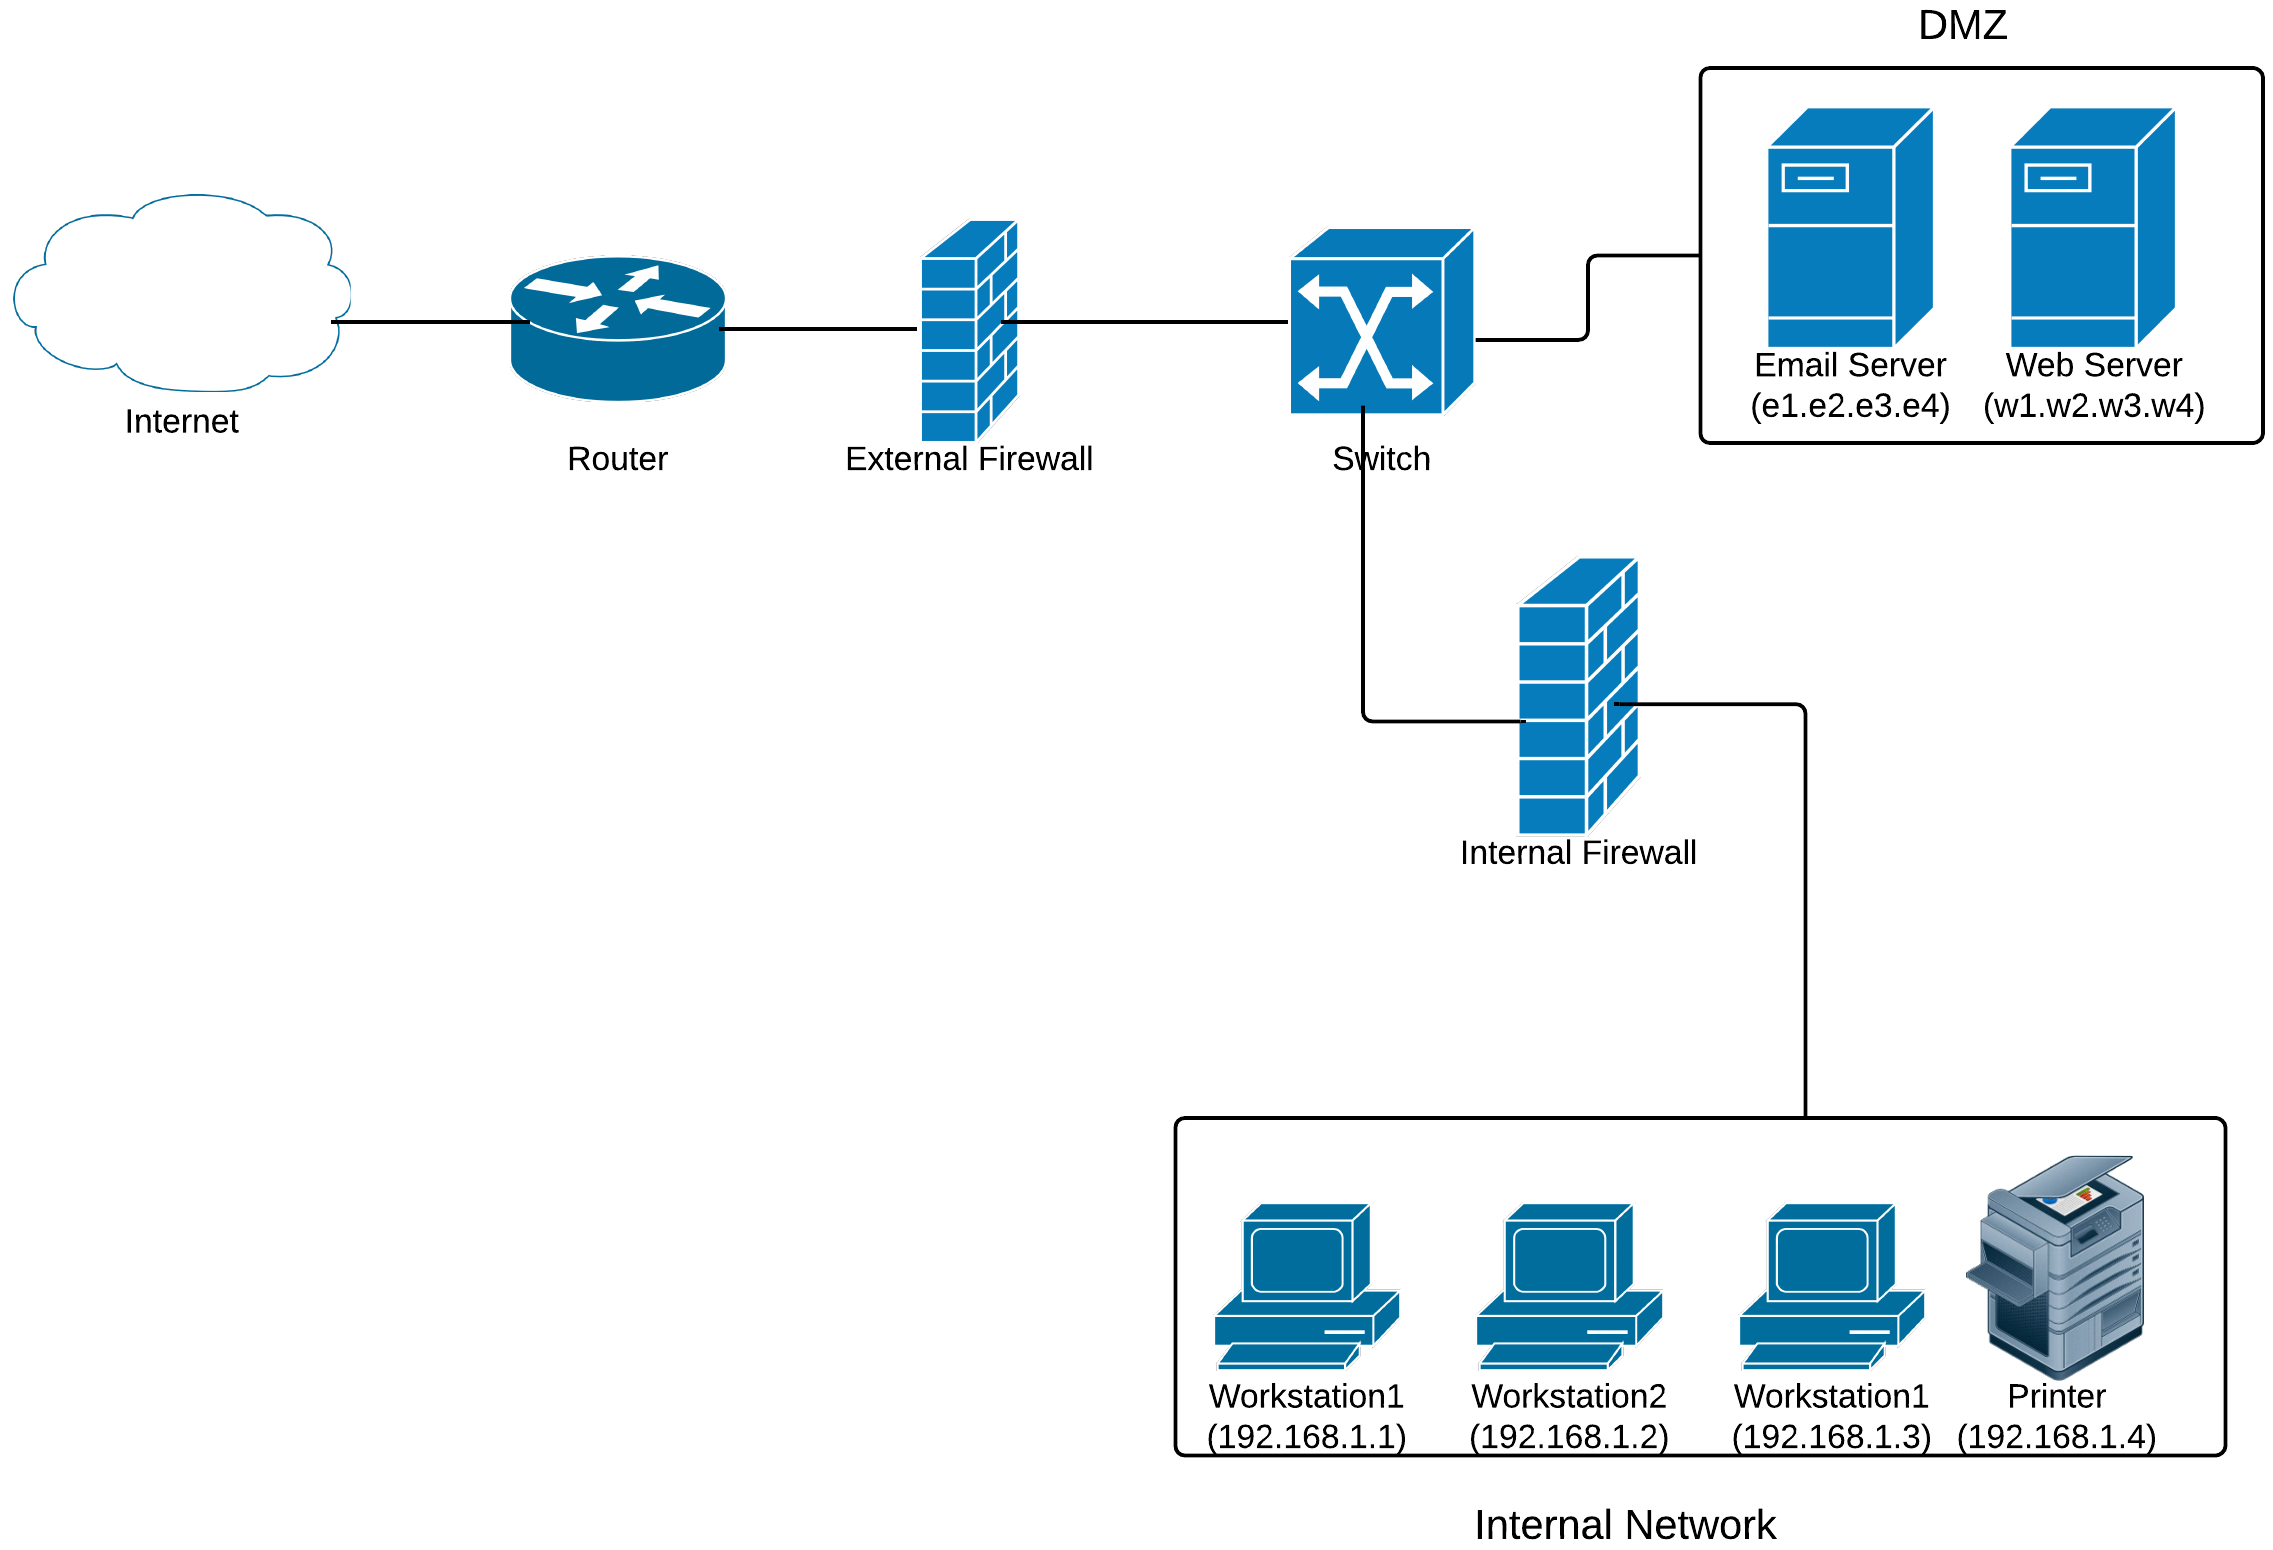 DMZ
Email Server
(e1.e2.e3.e4)
Web Server
(w1.w2.w3.w4)
Internet
Router
External Firewall
Switch
Internal Firewall
Workstation1
(192.168.1.1)
Workstation2
(192.168.1.2)
Workstation1
(192.168.1.3)
Printer
(192.168.1.4)
Internal Network